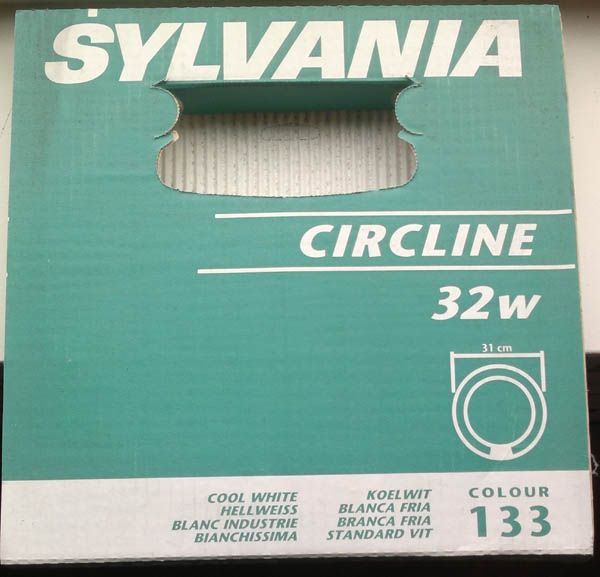 SYLVANIA
CIRCLINE
32W
31 cm
COOL WHITE
HELLWEISS
BLANC INDUSTRIE
BIANCHISSIMA
KOELWIT
BLANCA FRIA
BRANCA FRIA
STANDARD VIT
COLOUR
133